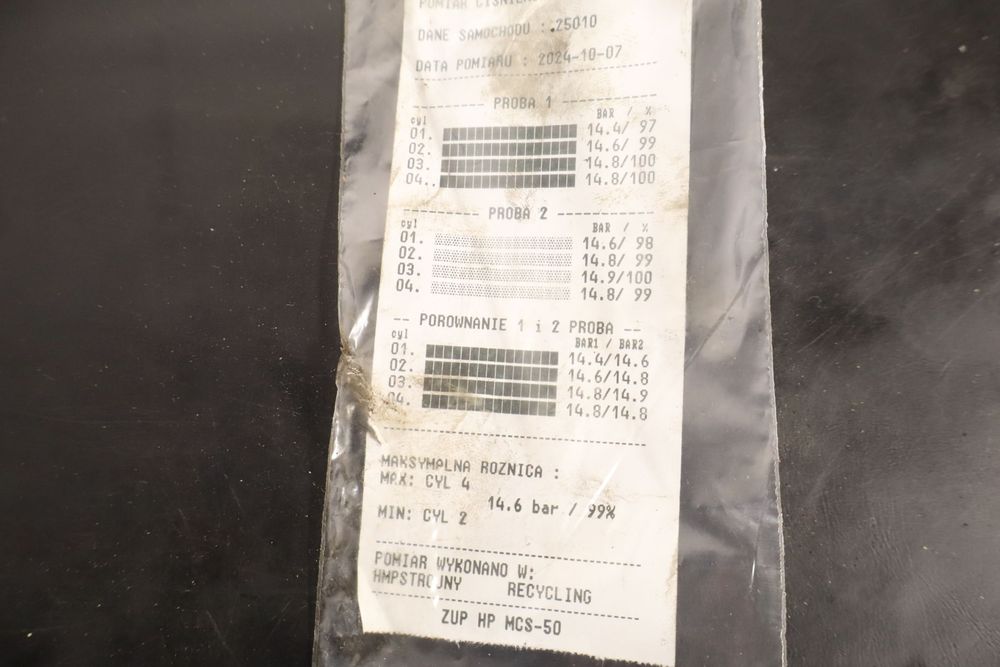 POMIAR CIŚNIEN
DANE SAMOCHODU : .25010
DATA POMIARU : 2024-10-07
PROBA 1
cyl BAR / %
01. 14.4/ 97
02. 14.6/ 99
03. 14.8/100
04. 14.8/100
PROBA 2
cyl BAR / %
01. 14.6/ 98
02. 14.8/ 99
03. 14.9/100
04. 14.8/ 99
-- POROWNANIE 1 i 2 PROBA --
cyl BAR1 / BAR2
01. 14.4/14.6
02. 14.6/14.8
03. 14.8/14.9
04. 14.8/14.8
MAKSYMALNA ROZNICA :
MAX: CYL 4
14.6 bar / 99%
MIN: CYL 2
POMIAR WYKONANO W:
HMPSTROJNY RECYCLING
ZUP HP MCS-50